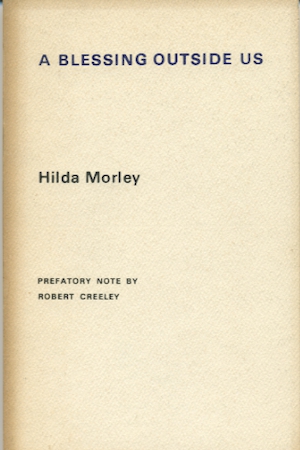 A BLESSING OUTSIDE US
Hilda Morley
PREFATORY NOTE BY
ROBERT CREELEY